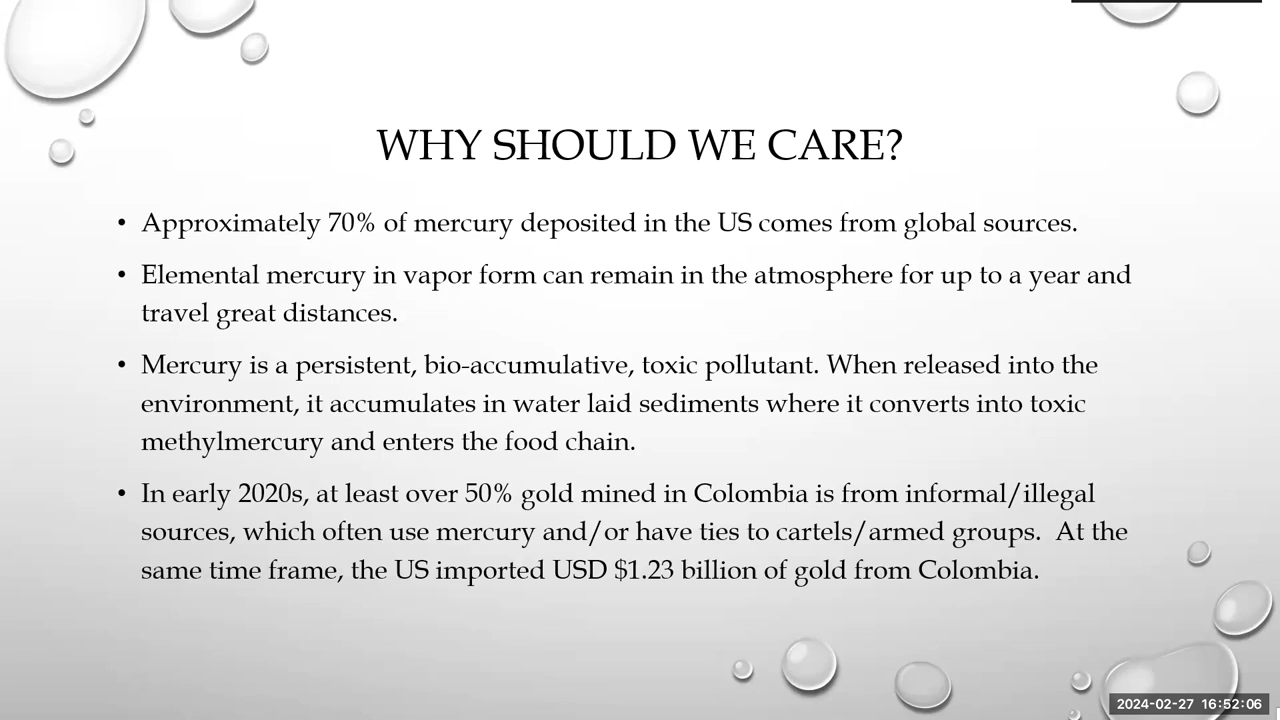 WHY SHOULD WE CARE?
• Approximately 70% of mercury deposited in the US comes from global sources.
• Elemental mercury in vapor form can remain in the atmosphere for up to a year and
travel great distances.
• Mercury is a persistent, bio-accumulative, toxic pollutant. When released into the
environment, it accumulates in water laid sediments where it converts into toxic
methylmercury and enters the food chain.
• In early 2020s, at least over 50% gold mined in Colombia is from informal/illegal
sources, which often use mercury and/or have ties to cartels/armed groups.  At the
same time frame, the US imported USD $1.23 billion of gold from Colombia.
2024-02-27 16:52:06